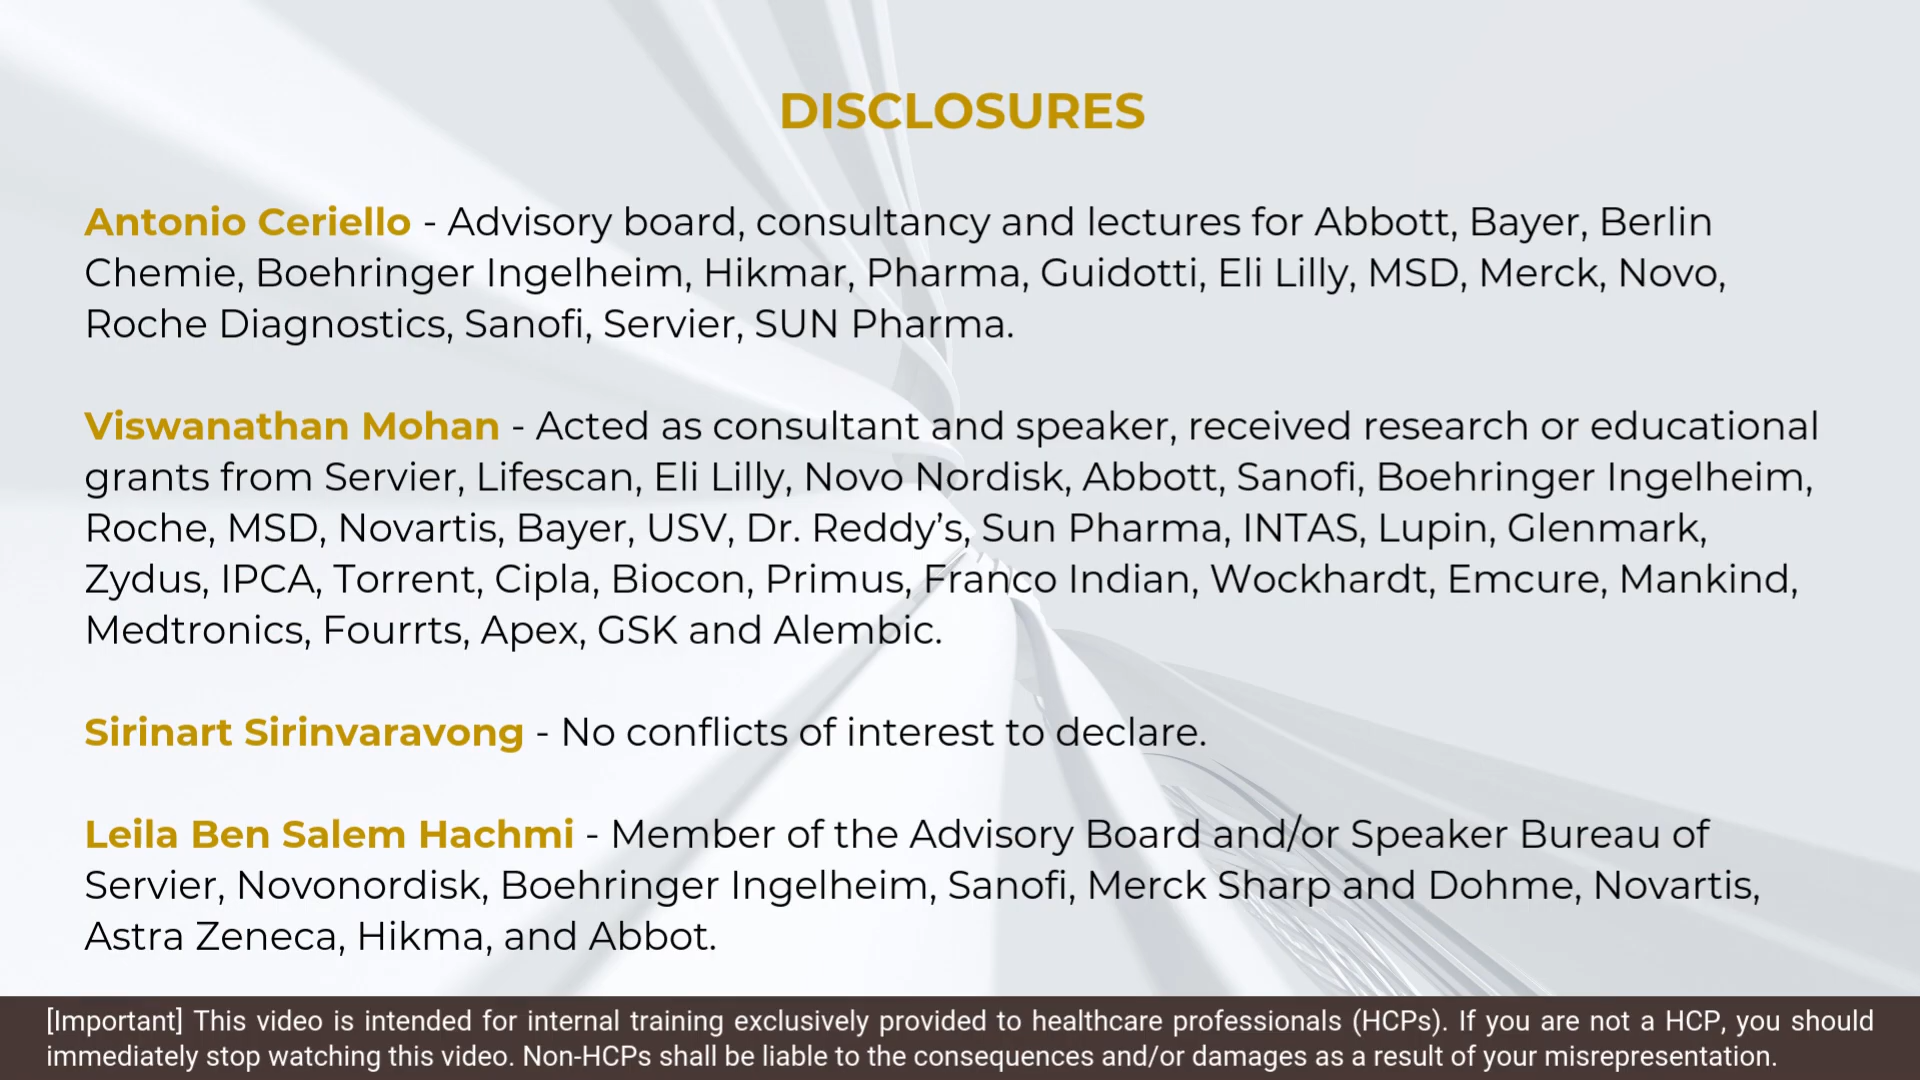 DISCLOSURES
Antonio Ceriello - Advisory board, consultancy and lectures for Abbott, Bayer, Berlin
Chemie, Boehringer Ingelheim, Hikmar, Pharma, Guidotti, Eli Lilly, MSD, Merck, Novo,
Roche Diagnostics, Sanofi, Servier, SUN Pharma.
Viswanathan Mohan - Acted as consultant and speaker, received research or educational
grants from Servier, Lifescan, Eli Lilly, Novo Nordisk, Abbott, Sanofi, Boehringer Ingelheim,
Roche, MSD, Novartis, Bayer, USV, Dr. Reddy’s, Sun Pharma, INTAS, Lupin, Glenmark,
Zydus, IPCA, Torrent, Cipla, Biocon, Primus, Franco Indian, Wockhardt, Emcure, Mankind,
Medtronics, Fourrts, Apex, GSK and Alembic.
Sirinart Sirinvaravong - No conflicts of interest to declare.
Leila Ben Salem Hachmi - Member of the Advisory Board and/or Speaker Bureau of
Servier, Novonordisk, Boehringer Ingelheim, Sanofi, Merck Sharp and Dohme, Novartis,
Astra Zeneca, Hikma, and Abbot.
[Important] This video is intended for internal training exclusively provided to healthcare professionals (HCPs). If you are not a HCP, you should
immediately stop watching this video. Non-HCPs shall be liable to the consequences and/or damages as a result of your misrepresentation.